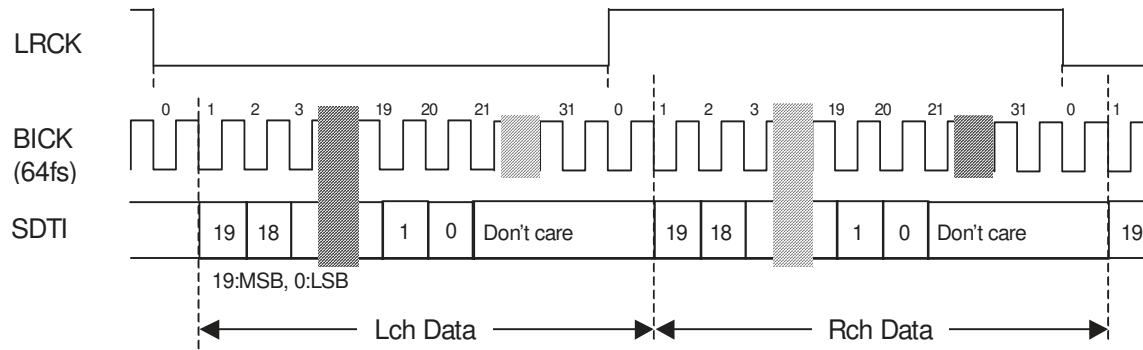 LRCK
0 1 2 3 19 20 21 31 0 1 2 3 19 20 21 31 0 1
BICK
(64fs)
SDTI 19 18 1 0 Don't care 19 18 1 0 Don't care 19
19:MSB, 0:LSB
Lch Data Rch Data